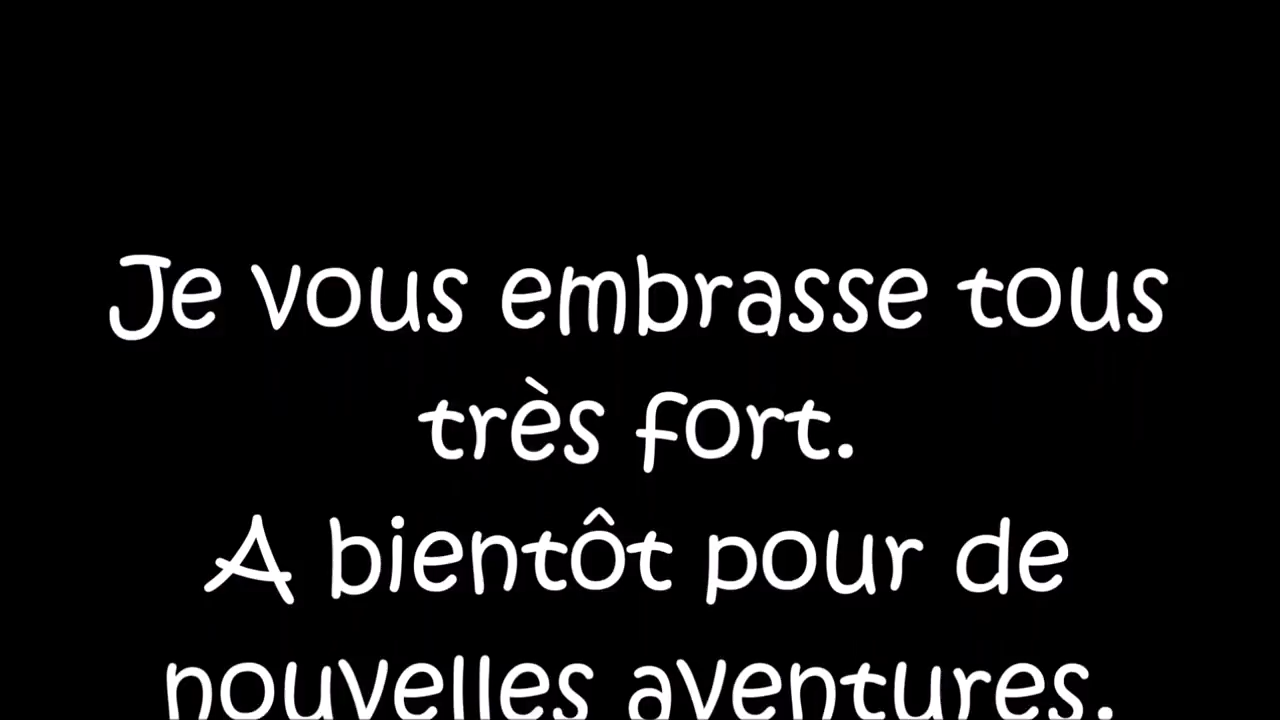 Je vous embrasse tous
très fort.
A bientôt pour de
nouvelles aventures.